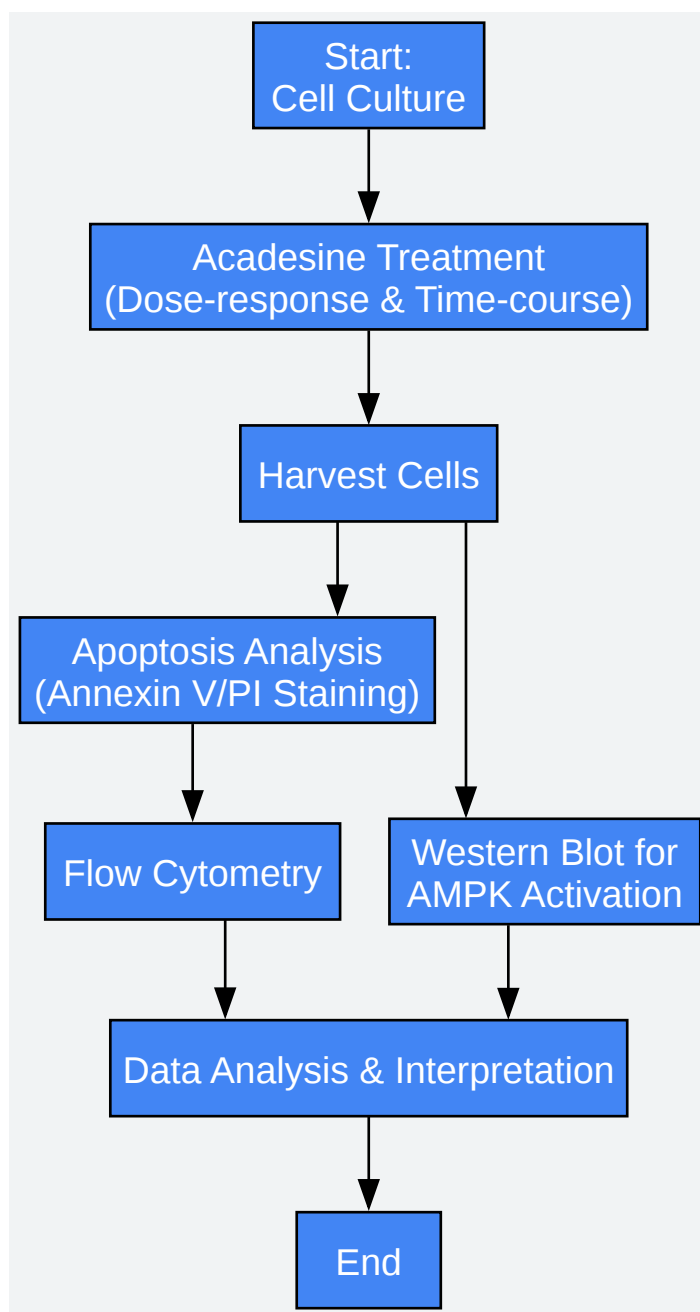 Start:
Cell Culture
Acadesine Treatment
(Dose-response & Time-course)
Harvest Cells
Apoptosis Analysis
(Annexin V/PI Staining)
Flow Cytometry
Western Blot for
AMPK Activation
Data Analysis & Interpretation
End